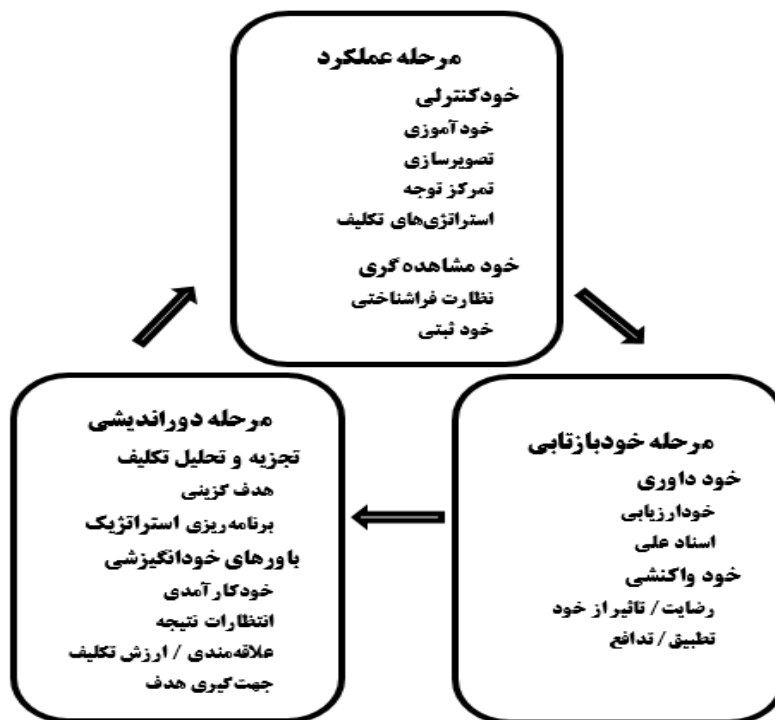 مرحله عملکرد
خودکنترلی
خودآموزی
تصویرسازی
تمرکز توجه
استراتژی‌های تکلیف
خود مشاهده گری
نظارت فراشناختی
خود ثبتی
مرحله خودبازتابی
خود داوری
خودارزیابی
اسناد علی
خود واکنشی
رضایت / تاثیر از خود
تطبیق / تدافع
مرحله دوراندیشی
تجزیه و تحلیل تکلیف
هدف گزینی
برنامه‌ریزی استراتژیک
باورهای خودانگیزشی
خودکارآمدی
انتظارات نتیجه
علاقه‌مندی / ارزش تکلیف
جهت‌گیری هدف